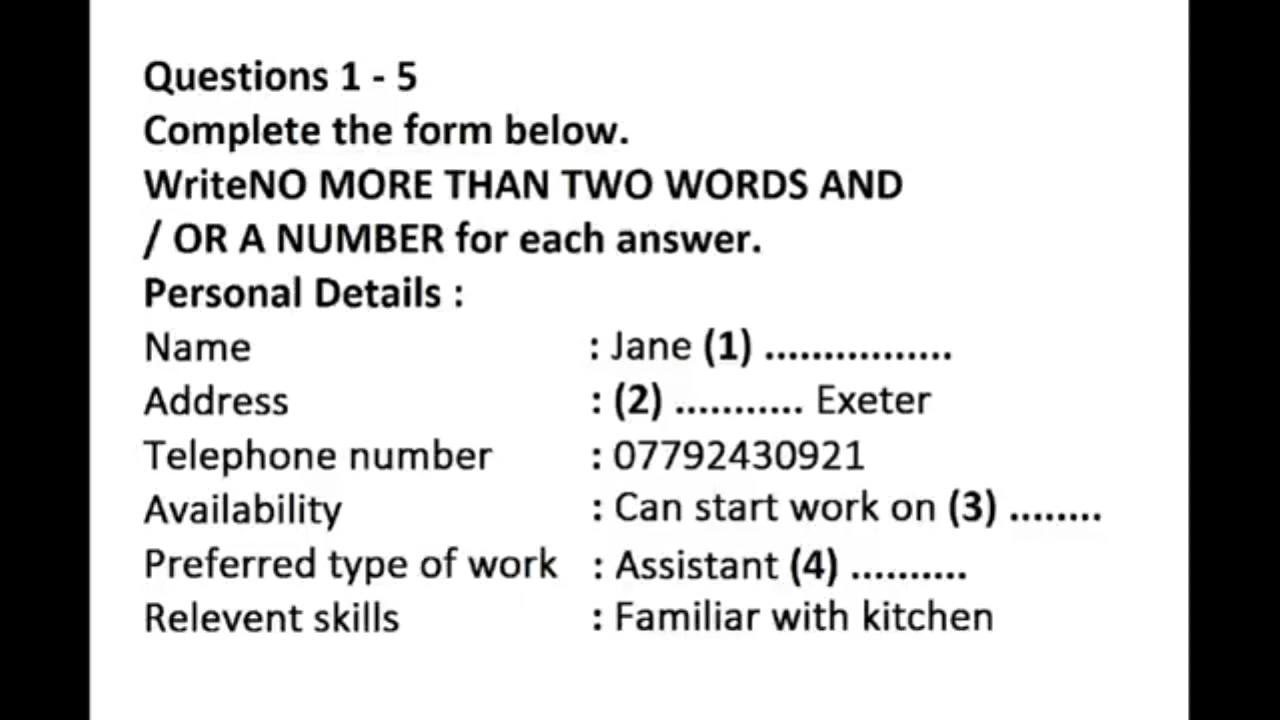 Questions 1 - 5
Complete the form below.
WriteNO MORE THAN TWO WORDS AND
/ OR A NUMBER for each answer.
Personal Details :
Name : Jane (1) ................
Address : (2) ........... Exeter
Telephone number : 07792430921
Availability : Can start work on (3) ........
Preferred type of work : Assistant (4) ..........
Relevent skills : Familiar with kitchen